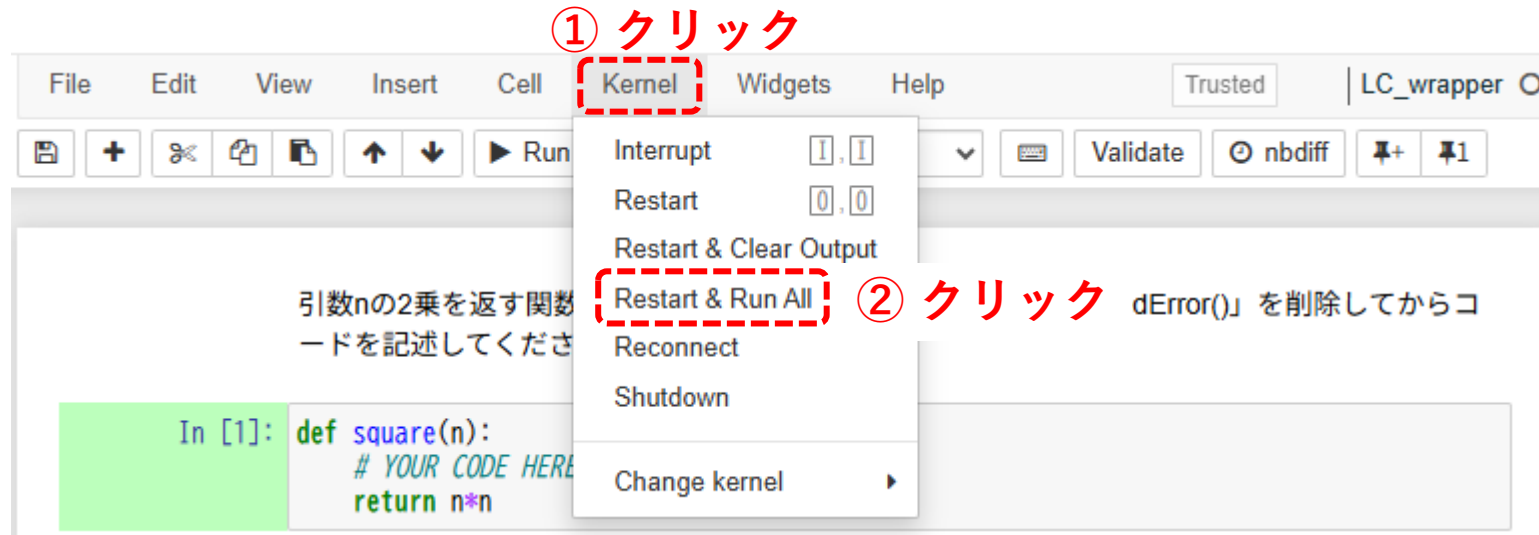 ① クリック
File Edit View Insert Cell Kernel Widgets Help Trusted LC_wrapper
Run Validate nbdiff + 1
Interrupt I , I
Restart 0 , 0
Restart & Clear Output
Restart & Run All ② クリック
Reconnect
Shutdown
Change kernel
引数nの2乗を返す関数 dError()」を削除してからコ
ードを記述してくださ
In [1]: def square(n):
# YOUR CODE HERE
return n*n